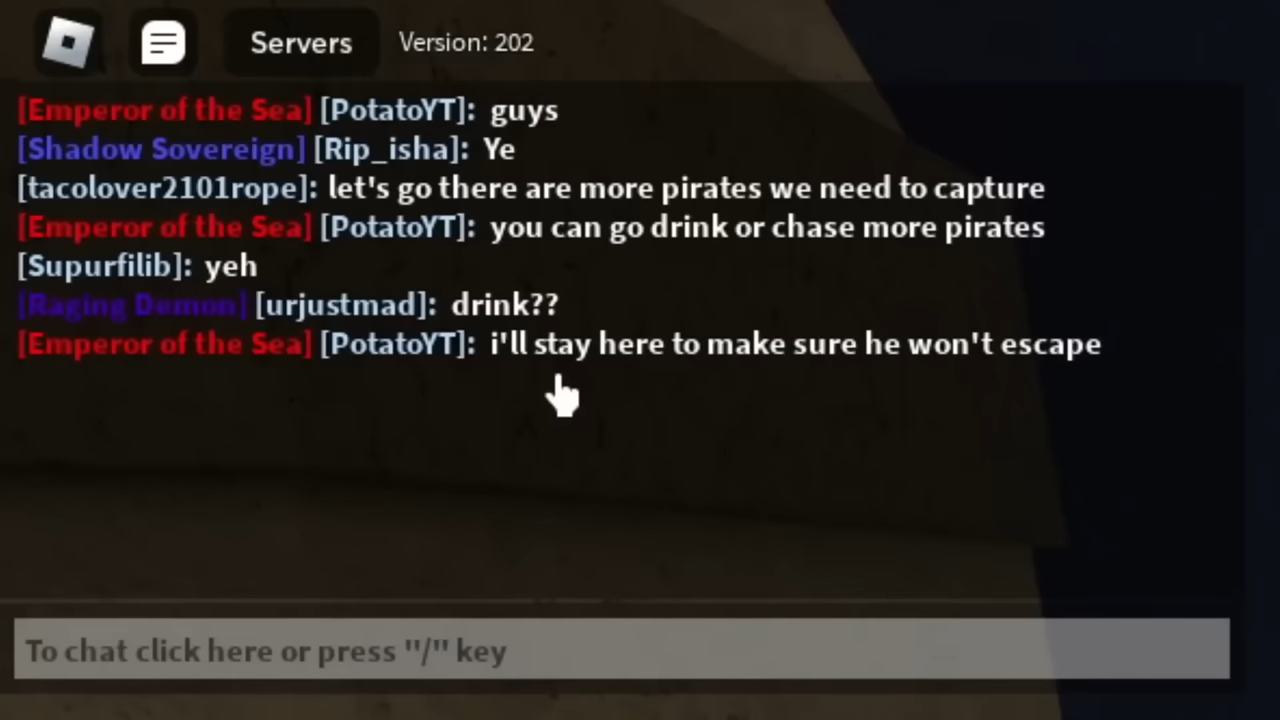 Servers Version: 202
[Emperor of the Sea] [PotatoYT]: guys
[Shadow Sovereign] [Rip_isha]: Ye
[tacolover2101rope]: let's go there are more pirates we need to capture
[Emperor of the Sea] [PotatoYT]: you can go drink or chase more pirates
[Supurfilib]: yeh
[Raging Demon] [urjustmad]: drink??
[Emperor of the Sea] [PotatoYT]: i'll stay here to make sure he won't escape
To chat click here or press "/" key